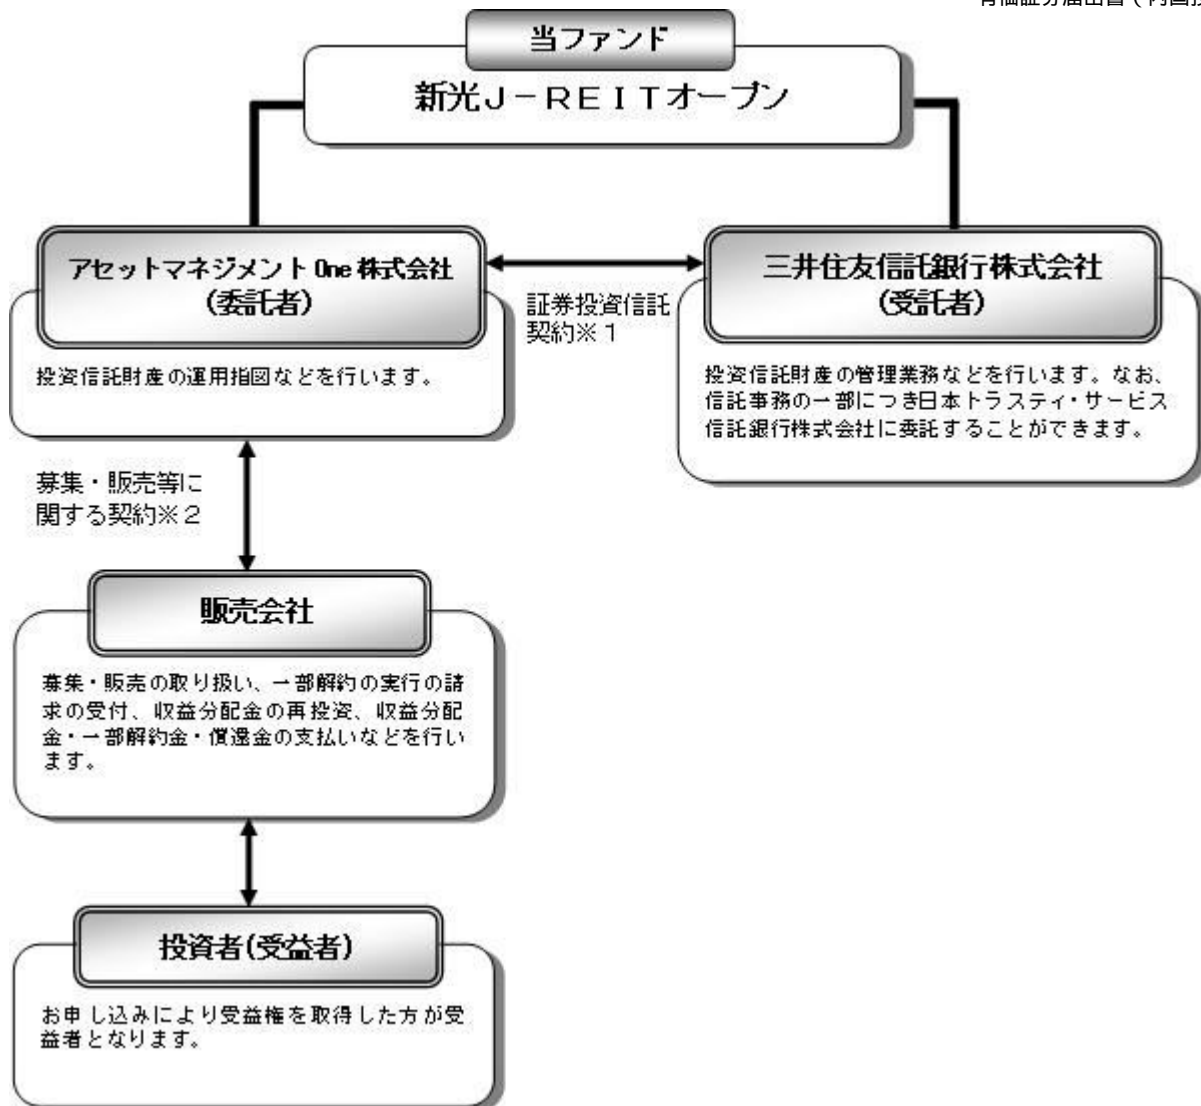 当ファンド
新光J－REITオープン
アセットマネジメントOne株式会社
(委託者)
投資信託財産の運用指図などを行います。
証券投資信託
契約※1
三井住友信託銀行株式会社
(受託者)
投資信託財産の管理業務などを行います。なお、
信託事務の一部につき日本トラスティ・サービス
信託銀行株式会社に委託することができます。
募集・販売等に
関する契約※2
販売会社
募集・販売の取り扱い、一部解約の実行の請
求の受付、収益分配金の再投資、収益分配
金・一部解約金・償還金の支払いなどを行い
ます。
投資者(受益者)
お申し込みにより受益権を取得した方が受
益者となります。